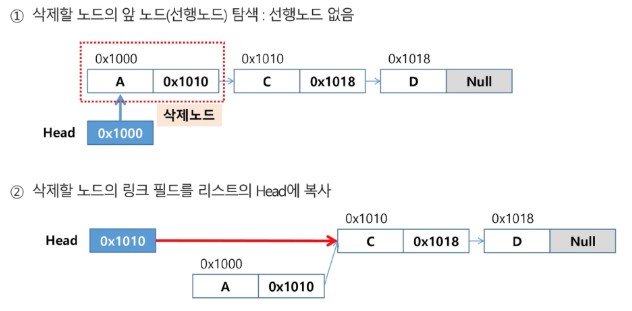 ① 삭제할 노드의 앞 노드(선행노드) 탐색 : 선행노드 없음
0x1000 0x1010 0x1018
A 0x1010 C 0x1018 D Null
삭제노드
Head 0x1000
② 삭제할 노드의 링크 필드를 리스트의 Head에 복사
0x1010 0x1018
Head 0x1010 C 0x1018 D Null
0x1000
A 0x1010